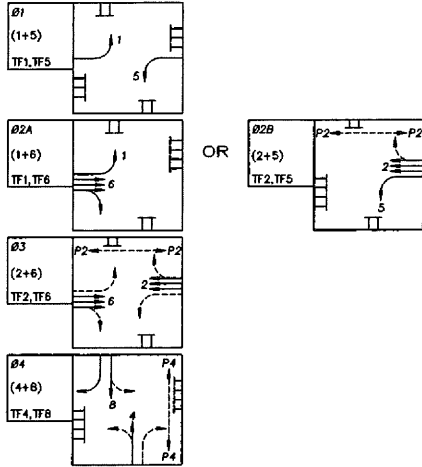 Ø1
(1+5)
TF1,TF5
1
5
Ø2A
(1+6)
TF1,TF6
1
6
OR
Ø2B
(2+5)
TF2,TF5
P2 P2
2
5
Ø3
(2+6)
TF2,TF6
P2 P2
2
6
Ø4
(4+8)
TF4,TF8
P4
8
4
P4